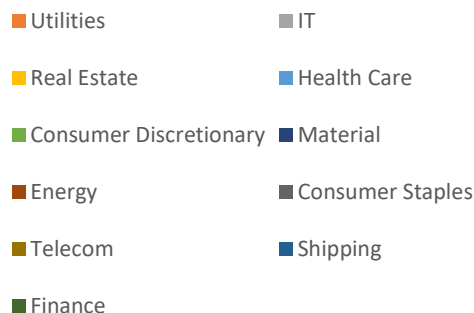 Utilities
IT
Real Estate
Health Care
Consumer Discretionary
Material
Energy
Consumer Staples
Telecom
Shipping
Finance